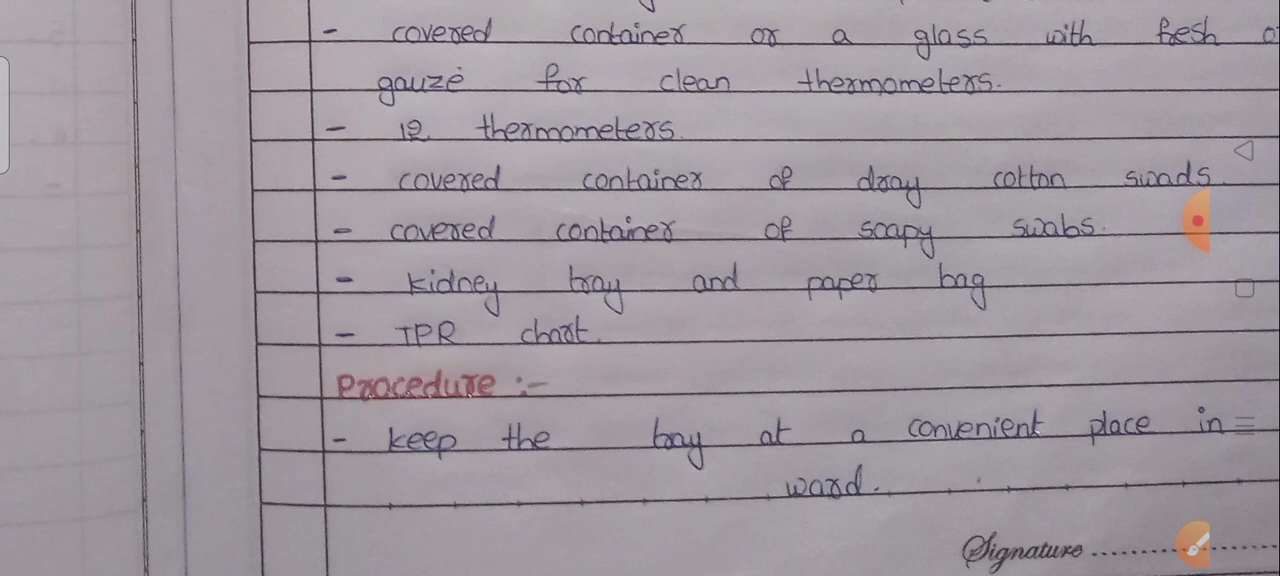 - covered container or a glass with fresh
gauze for clean thermometers.
- 12 thermometers.
- covered container of dray cotton swads
- covered container of soapy swabs.
- kidney tray and paper bag
- TPR chart.
Procedure :-
- keep the tray at a convenient place in =
ward.
Signature ....................